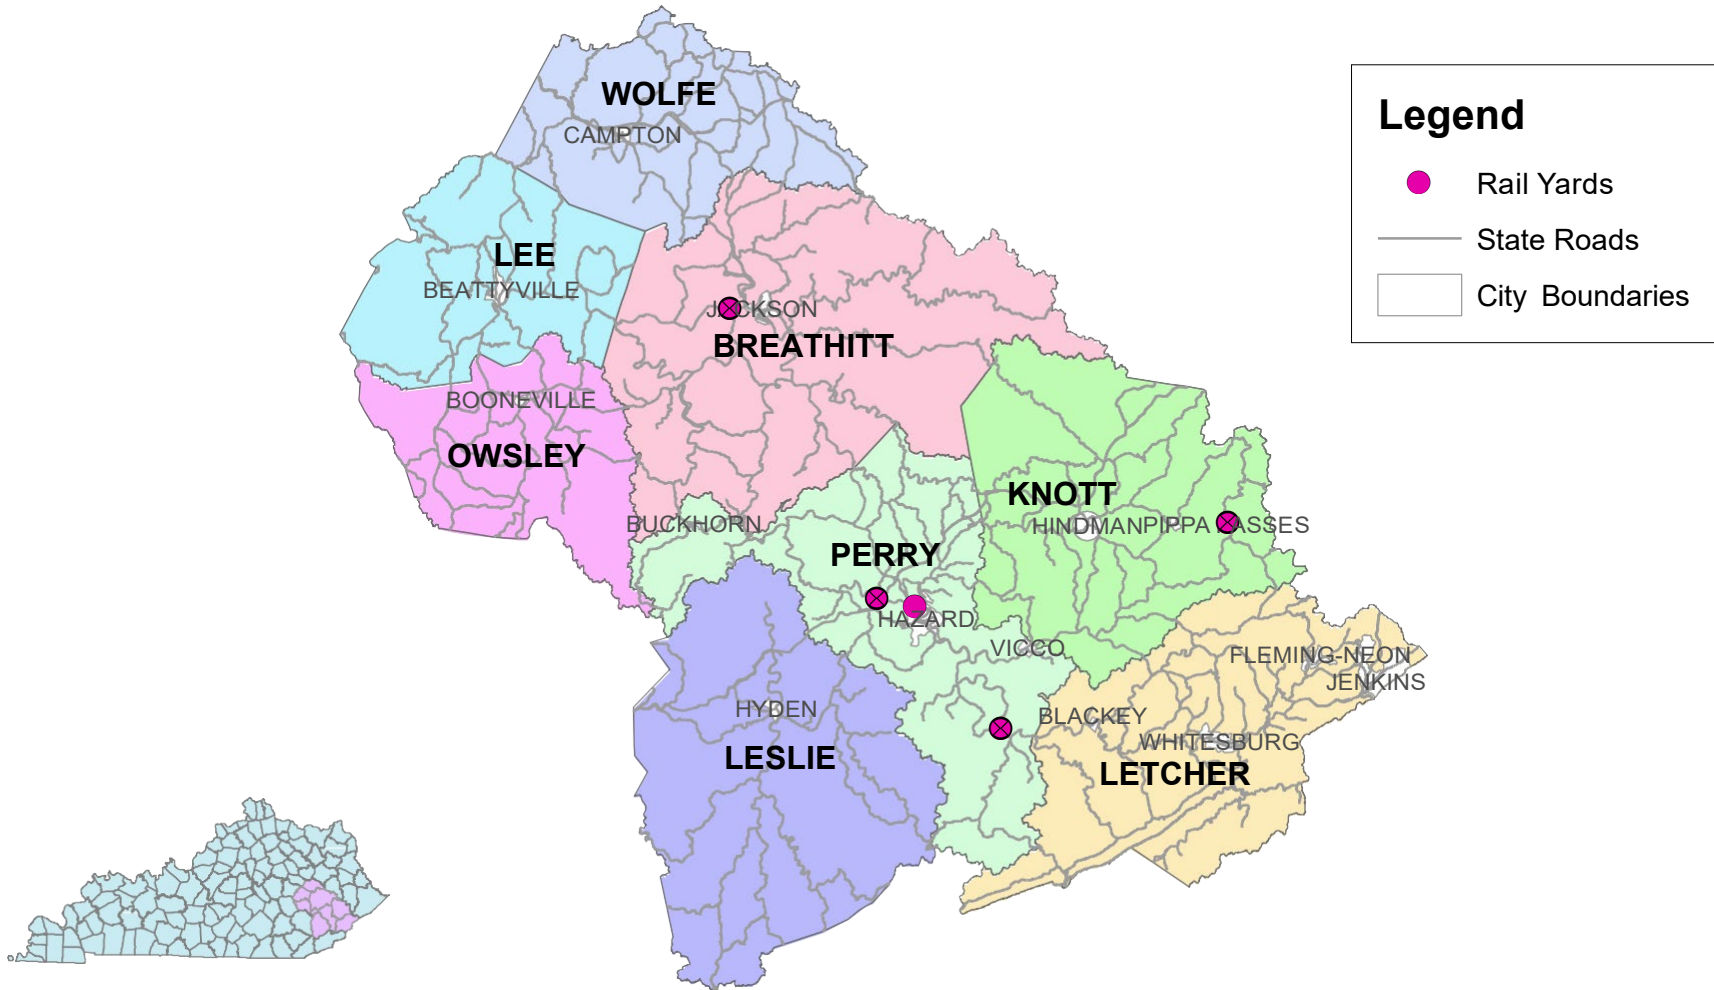 WOLFE
CAMPTON
LEE
BEATTYVILLE
JACKSON
BREATHITT
BOONEVILLE
OWSLEY
KNOTT
HINDMAN
PIPPA PASSES
BUCKHORN
PERRY
HAZARD
VICCO
FLEMING-NEON
JENKINS
HYDEN
BLACKEY
WHITESBURG
LESLIE
LETCHER
Legend
Rail Yards
State Roads
City Boundaries